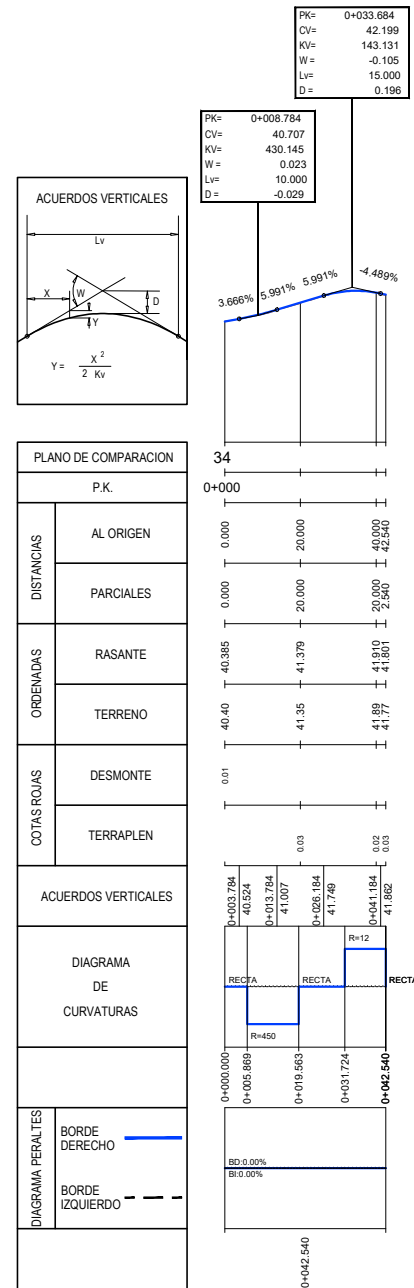 PK= 0+033.684
CV= 42.199
KV= 143.131
W = -0.105
Lv= 15.000
D = 0.196
PK= 0+008.784
CV= 40.707
KV= 430.145
W = 0.023
Lv= 10.000
D = -0.029
ACUERDOS VERTICALES
Lv
X
W
D
Y
Y = X 2
2 Kv
3.666%
5.991%
5.991%
-4.489%
PLANO DE COMPARACION 34
P.K. 0+000
DISTANCIAS
AL ORIGEN
0.000
20.000
40.000
42.540
PARCIALES
0.000
20.000
20.000
2.540
ORDENADAS
RASANTE
40.385
41.379
41.910
41.801
TERRENO
40.40
41.35
41.89
41.77
COTAS ROJAS
DESMONTE
0.01
TERRAPLEN
0.03
0.02
0.03
ACUERDOS VERTICALES
0+003.784
40.524
0+013.784
41.007
0+026.184
41.749
0+041.184
41.862
DIAGRAMA
DE
CURVATURAS
RECTA
R=450
RECTA
R=12
RECTA
0+000.000
0+005.869
0+019.563
0+031.724
0+042.540
DIAGRAMA PERALTES
BORDE
DERECHO
BORDE
IZQUIERDO
BD:0.00%
BI:0.00%
0+042.540